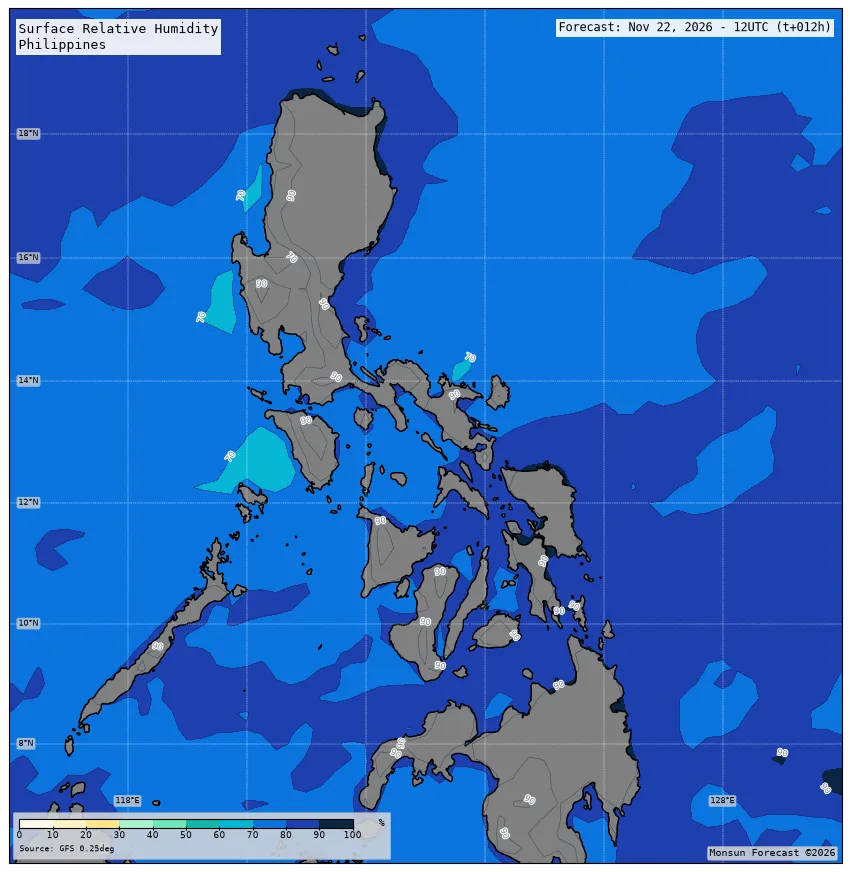 Surface Relative Humidity
Philippines
Forecast: Nov 22, 2026 - 12UTC (t+012h)
18°N
70
90
16°N
70
90
90
70
14°N
70
90
90
90
70
12°N
90
90
90
10°N
90
90
90
90
90
90
90
90
8°N
90
90
90
90
118°E
128°E
90
90
0 10 20 30 40 50 60 70 80 90 100 %
Source: GFS 0.25deg
Monsun Forecast ©2026